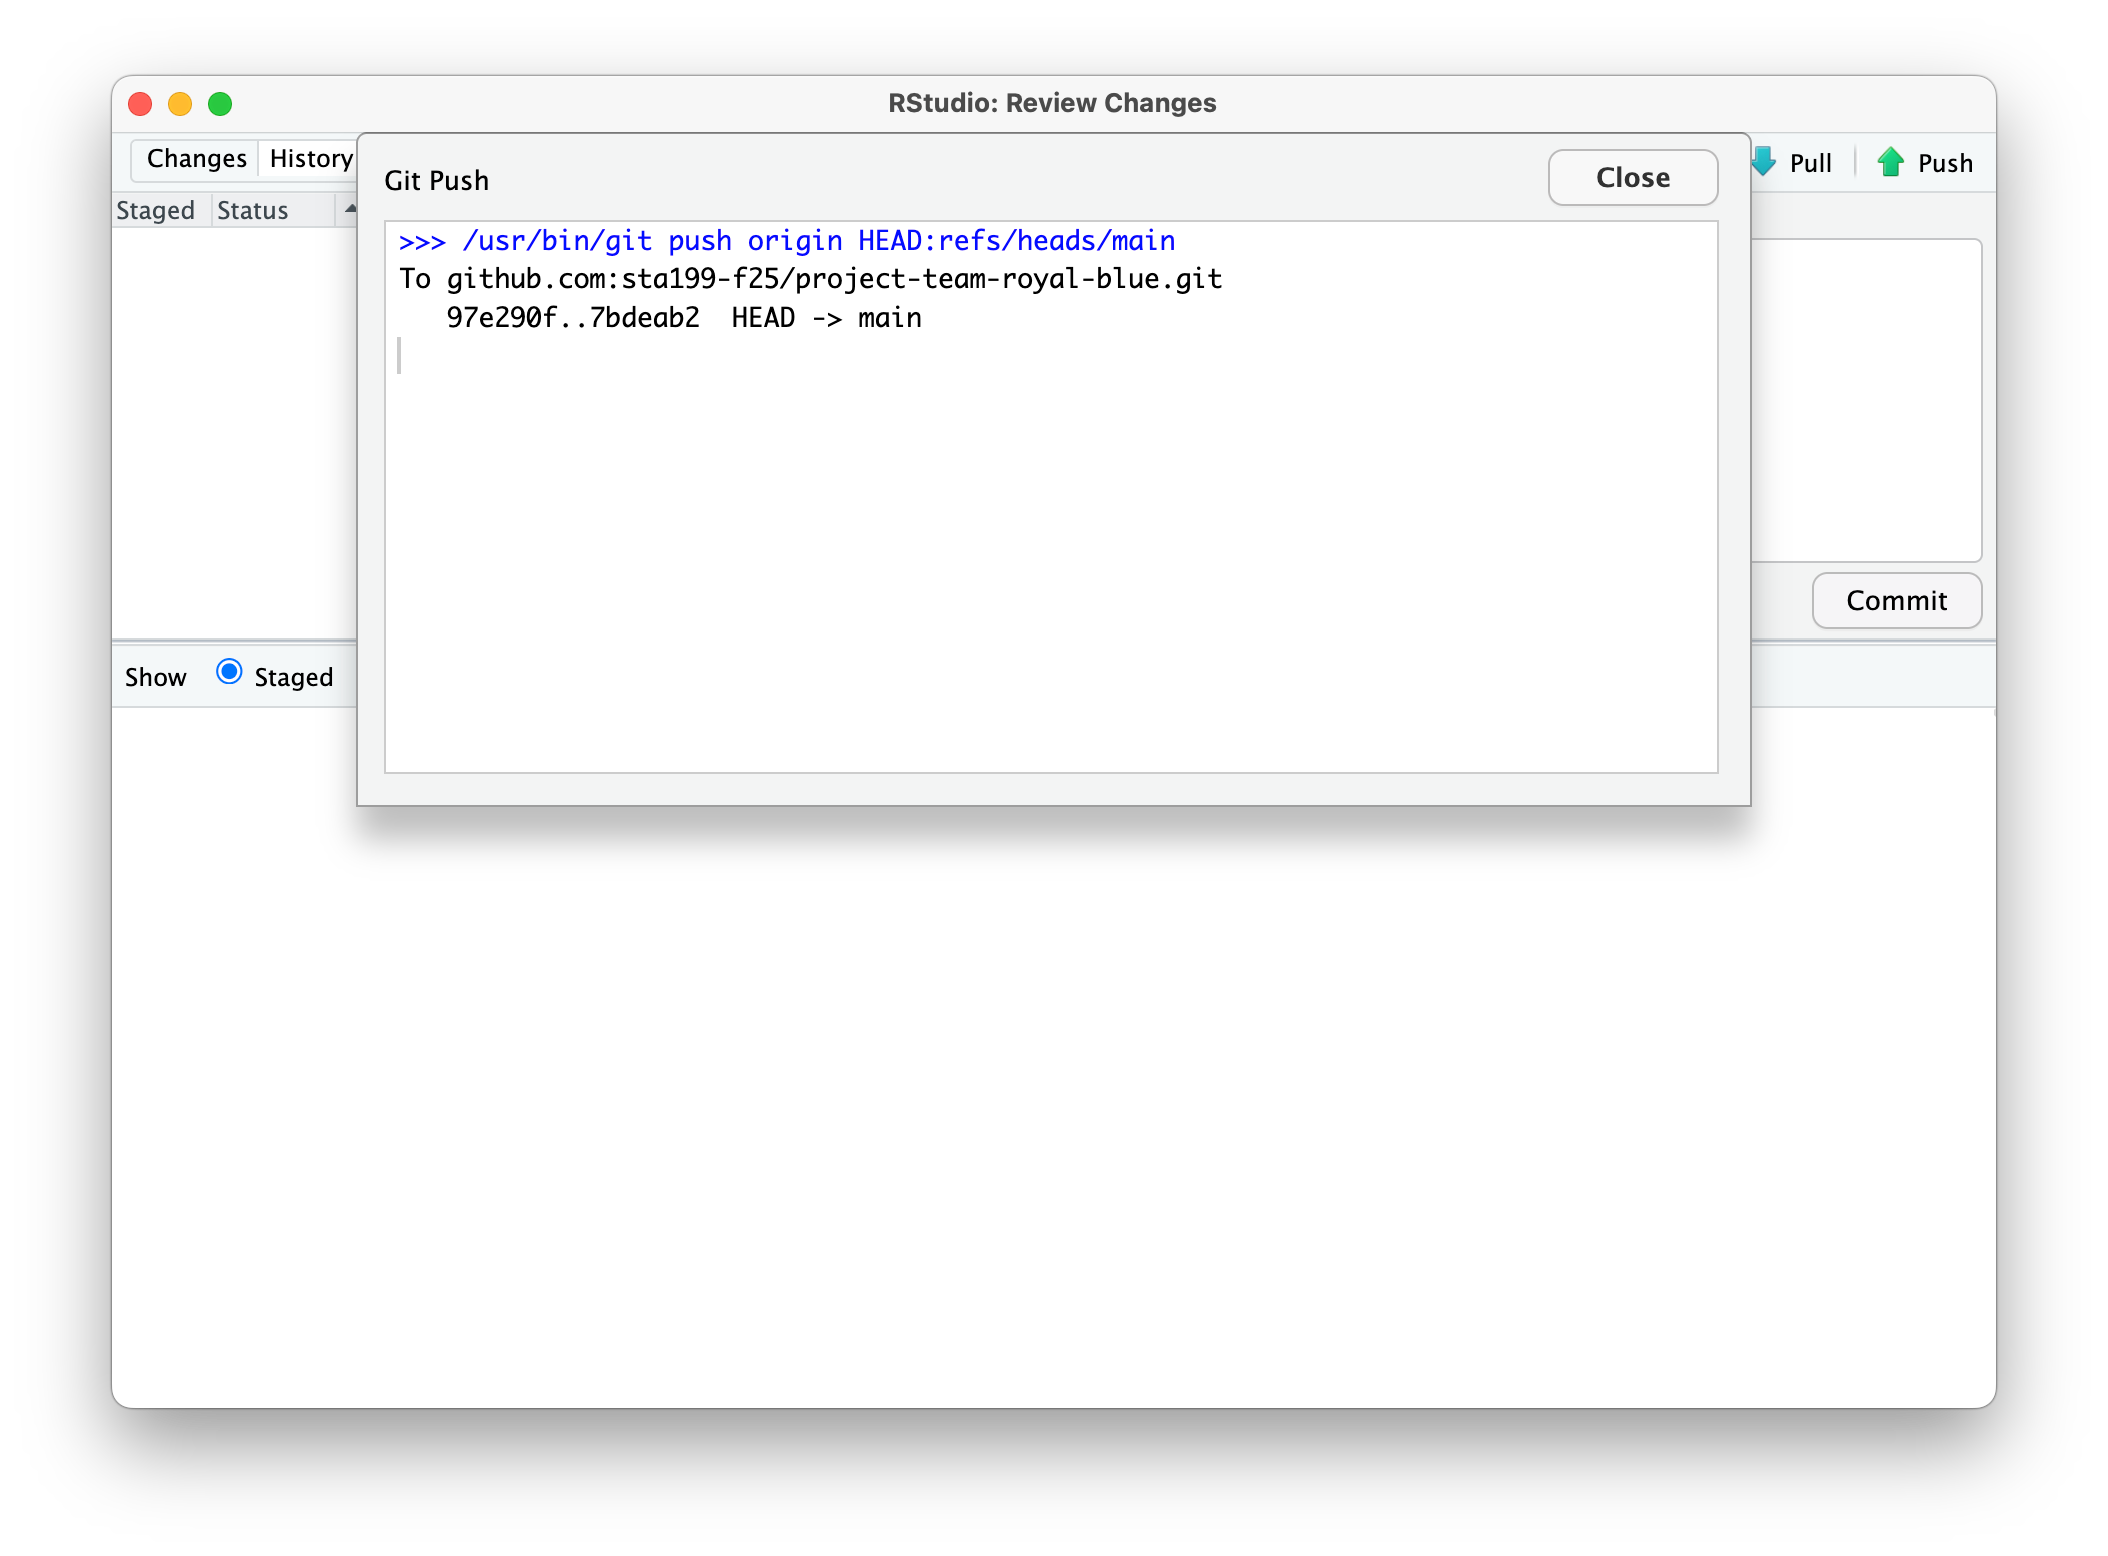 RStudio: Review Changes
Changes History Pull Push
Git Push Close
Staged Status
>>> /usr/bin/git push origin HEAD:refs/heads/main
To github.com:sta199-f25/project-team-royal-blue.git
   97e290f..7bdeab2  HEAD -> main
Commit
Show Staged